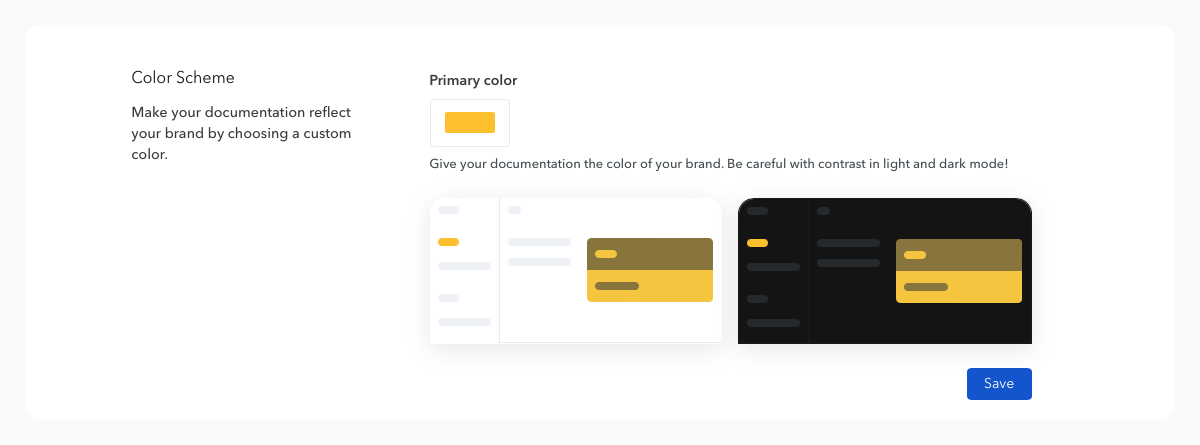 Color Scheme
Make your documentation reflect
your brand by choosing a custom
color.
Primary color
Give your documentation the color of your brand. Be careful with contrast in light and dark mode!
Save